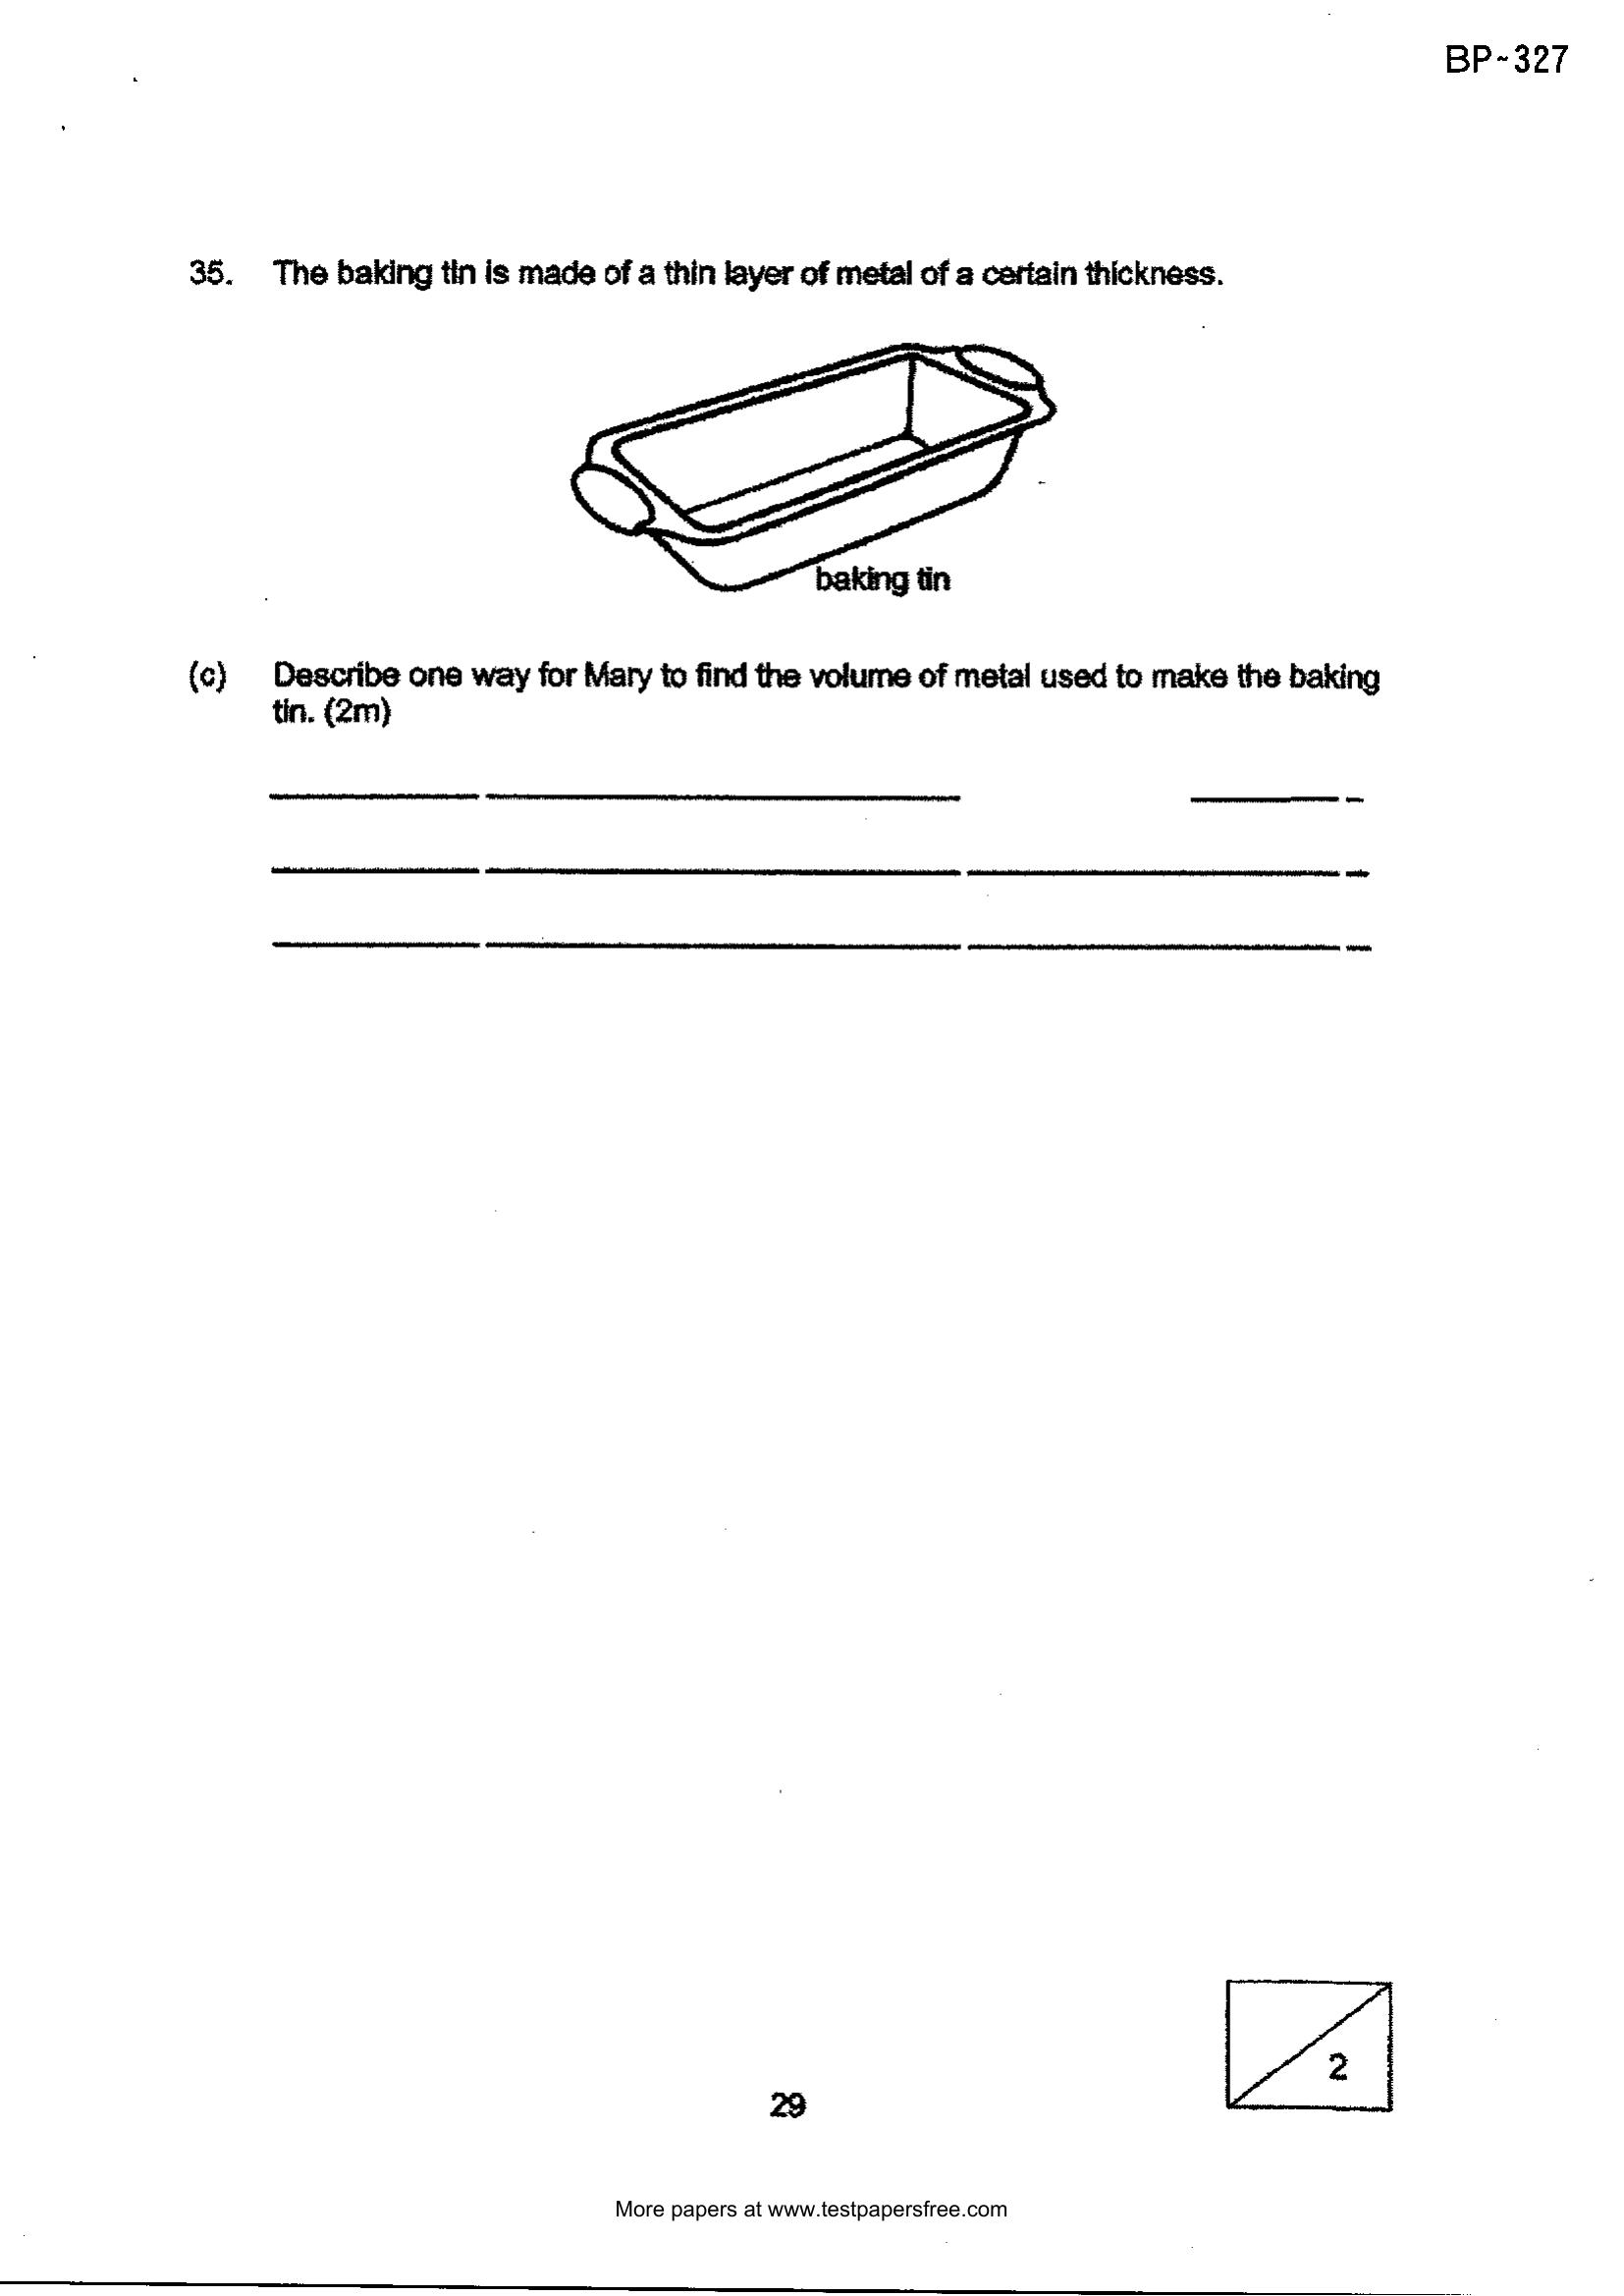 BP~327
35. The baking tin is made of a thin layer of metal of a certain thickness.
baking tin
(c) Describe one way for Mary to find the volume of metal used to make the baking
tin. (2m)
2
29
More papers at www.testpapersfree.com